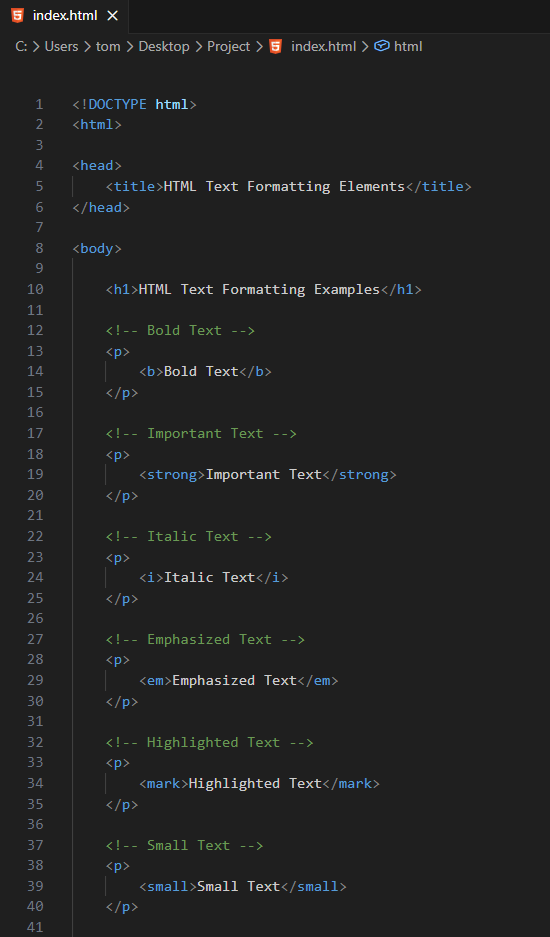 index.html
C: > Users > tom > Desktop > Project > index.html > html
1 <!DOCTYPE html>
2 <html>
3
4 <head>
5     <title>HTML Text Formatting Elements</title>
6 </head>
7
8 <body>
9
10     <h1>HTML Text Formatting Examples</h1>
11
12     <!-- Bold Text -->
13     <p>
14         <b>Bold Text</b>
15     </p>
16
17     <!-- Important Text -->
18     <p>
19         <strong>Important Text</strong>
20     </p>
21
22     <!-- Italic Text -->
23     <p>
24         <i>Italic Text</i>
25     </p>
26
27     <!-- Emphasized Text -->
28     <p>
29         <em>Emphasized Text</em>
30     </p>
31
32     <!-- Highlighted Text -->
33     <p>
34         <mark>Highlighted Text</mark>
35     </p>
36
37     <!-- Small Text -->
38     <p>
39         <small>Small Text</small>
40     </p>
41